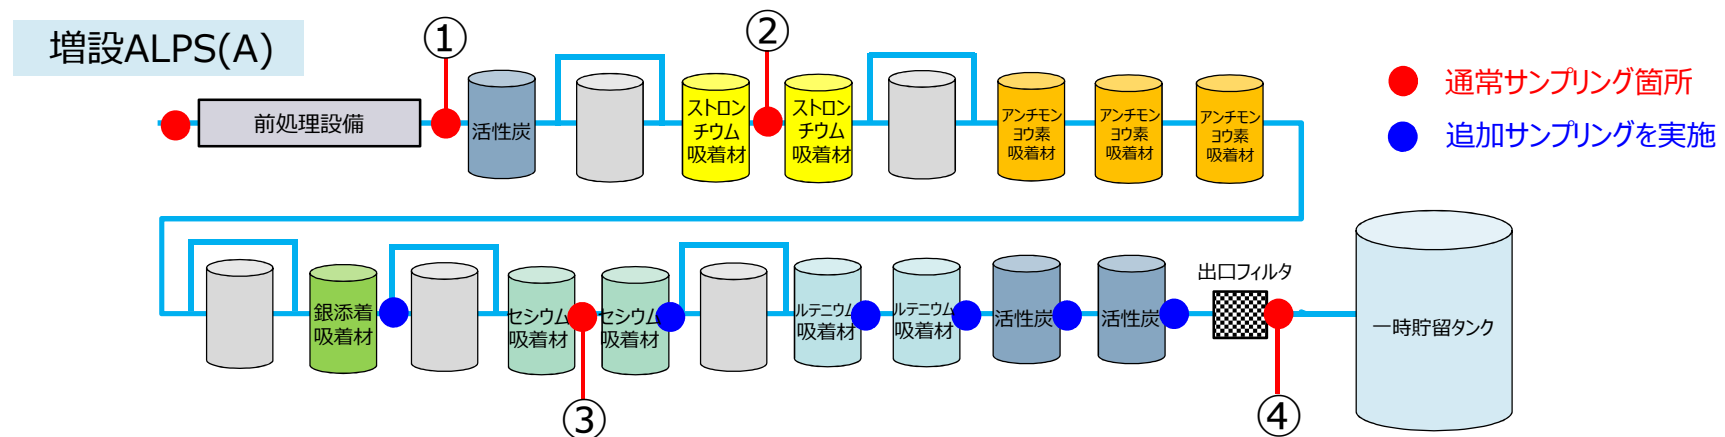 増設ALPS(A)
①
②
通常サンプリング箇所
追加サンプリングを実施
前処理設備
活性炭
ストロン
チウム
吸着材
ストロン
チウム
吸着材
アンチモン
ヨウ素
吸着材
アンチモン
ヨウ素
吸着材
アンチモン
ヨウ素
吸着材
銀添着
吸着材
セシウム
吸着材
セシウム
吸着材
ルテニウム
吸着材
ルテニウム
吸着材
活性炭
活性炭
出口フィルタ
一時貯留タンク
③
④